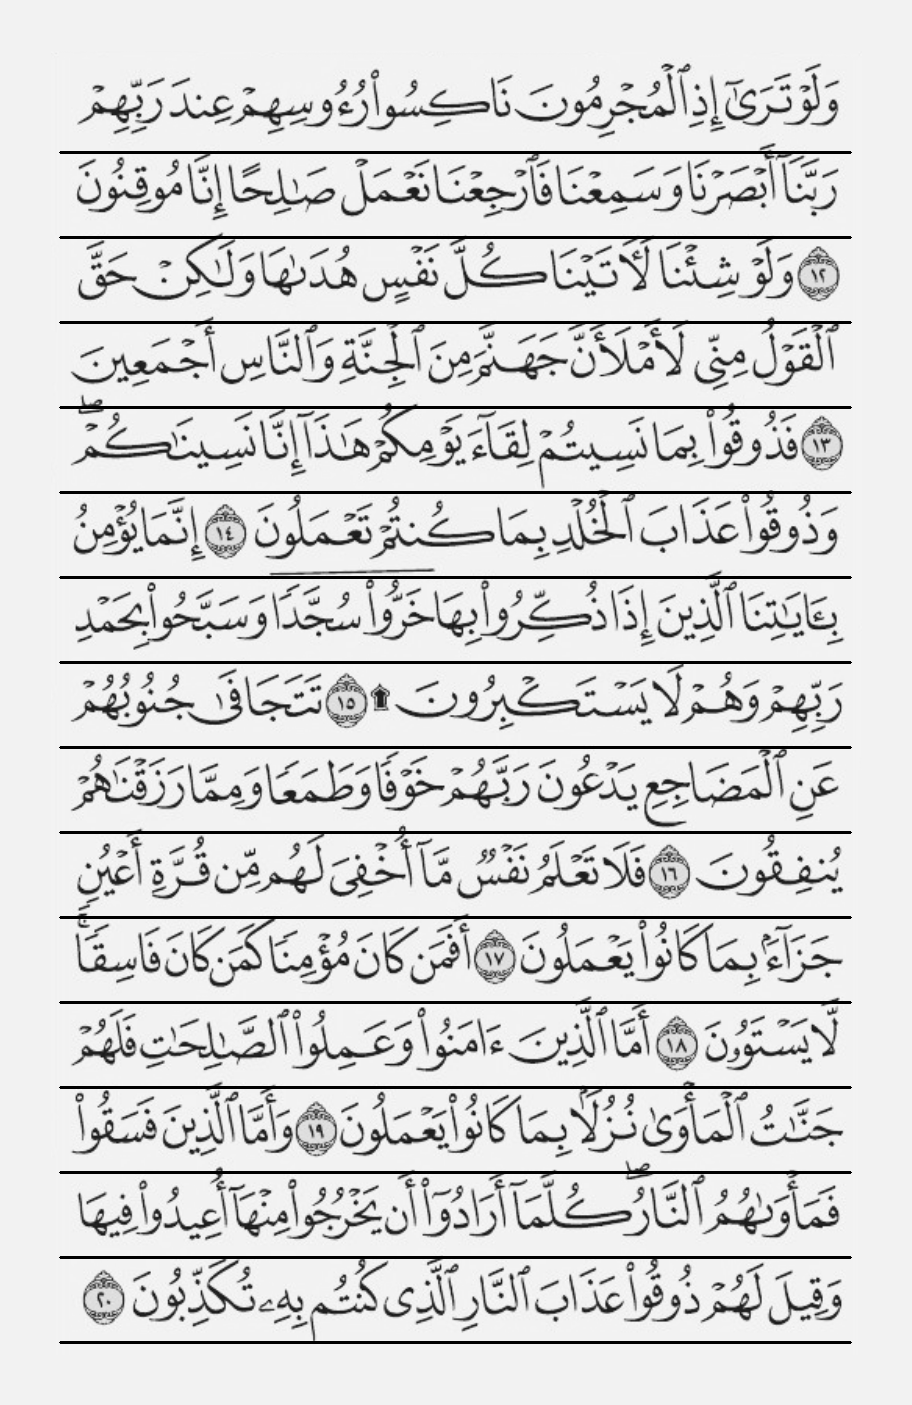 وَلَوْ تَرَىٰٓ إِذِ ٱلْمُجْرِمُونَ نَاكِسُوا۟ رُءُوسِهِمْ عِندَ رَبِّهِمْ
رَبَّنَآ أَبْصَرْنَا وَسَمِعْنَا فَٱرْجِعْنَا نَعْمَلْ صَـٰلِحًا إِنَّا مُوقِنُونَ
١٢ وَلَوْ شِئْنَا لَـَٔاتَيْنَا كُلَّ نَفْسٍ هُدَىٰهَا وَلَـٰكِنْ حَقَّ
ٱلْقَوْلُ مِنِّى لَأَمْلَأَنَّ جَهَنَّمَ مِنَ ٱلْجِنَّةِ وَٱلنَّاسِ أَجْمَعِينَ
١٣ فَذُوقُوا۟ بِمَا نَسِيتُمْ لِقَآءَ يَوْمِكُمْ هَـٰذَآ إِنَّا نَسِينَـٰكُمْ ۖ
وَذُوقُوا۟ عَذَابَ ٱلْخُلْدِ بِمَا كُنتُمْ تَعْمَلُونَ ١٤ إِنَّمَا يُؤْمِنُ
بِـَٔايَـٰتِنَا ٱلَّذِينَ إِذَا ذُكِّرُوا۟ بِهَا خَرُّوا۟ سُجَّدًا وَسَبَّحُوا۟ بِحَمْدِ
رَبِّهِمْ وَهُمْ لَا يَسْتَكْبِرُونَ ۩ ١٥ تَتَجَافَىٰ جُنُوبُهُمْ
عَنِ ٱلْمَضَاجِعِ يَدْعُونَ رَبَّهُمْ خَوْفًا وَطَمَعًا وَمِمَّا رَزَقْنَـٰهُمْ
يُنفِقُونَ ١٦ فَلَا تَعْلَمُ نَفْسٌ مَّآ أُخْفِىَ لَهُم مِّن قُرَّةِ أَعْيُنٍ
جَزَآءًۢ بِمَا كَانُوا۟ يَعْمَلُونَ ١٧ أَفَمَن كَانَ مُؤْمِنًا كَمَن كَانَ فَاسِقًا ۚ
لَّا يَسْتَوُۥنَ ١٨ أَمَّا ٱلَّذِينَ ءَامَنُوا۟ وَعَمِلُوا۟ ٱلصَّـٰلِحَـٰتِ فَلَهُمْ
جَنَّـٰتُ ٱلْمَأْوَىٰ نُزُلًۢا بِمَا كَانُوا۟ يَعْمَلُونَ ١٩ وَأَمَّا ٱلَّذِينَ فَسَقُوا۟
فَمَأْوَىٰهُمُ ٱلنَّارُ ۖ كُلَّمَآ أَرَادُوٓا۟ أَن يَخْرُجُوا۟ مِنْهَآ أُعِيدُوا۟ فِيهَا
وَقِيلَ لَهُمْ ذُوقُوا۟ عَذَابَ ٱلنَّارِ ٱلَّذِى كُنتُم بِهِۦ تُكَذِّبُونَ ٢٠